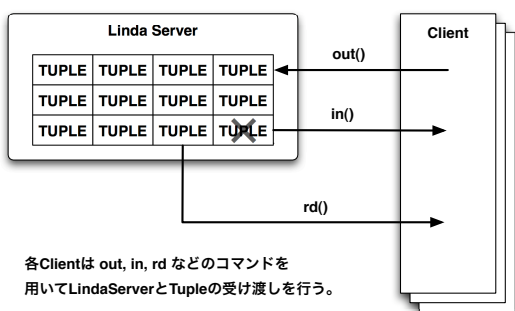 Linda Server
Client
out()
TUPLE TUPLE TUPLE TUPLE
TUPLE TUPLE TUPLE TUPLE
in()
TUPLE TUPLE TUPLE TUPLE
rd()
各Clientは out, in, rd などのコマンドを
用いてLindaServerとTupleの受け渡しを行う。